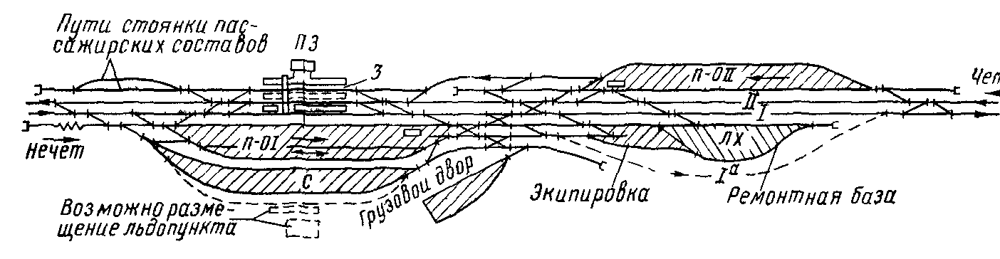 Пути стоянки пас-
сажирских составов
ПЗ
3
п-ОII
Чет
II
I
Нечет
п-ОI
ЛХ
С
Грузовой двор
Iа
Экипировка
Ремонтная база
Возможно разме-
щение льдопункта